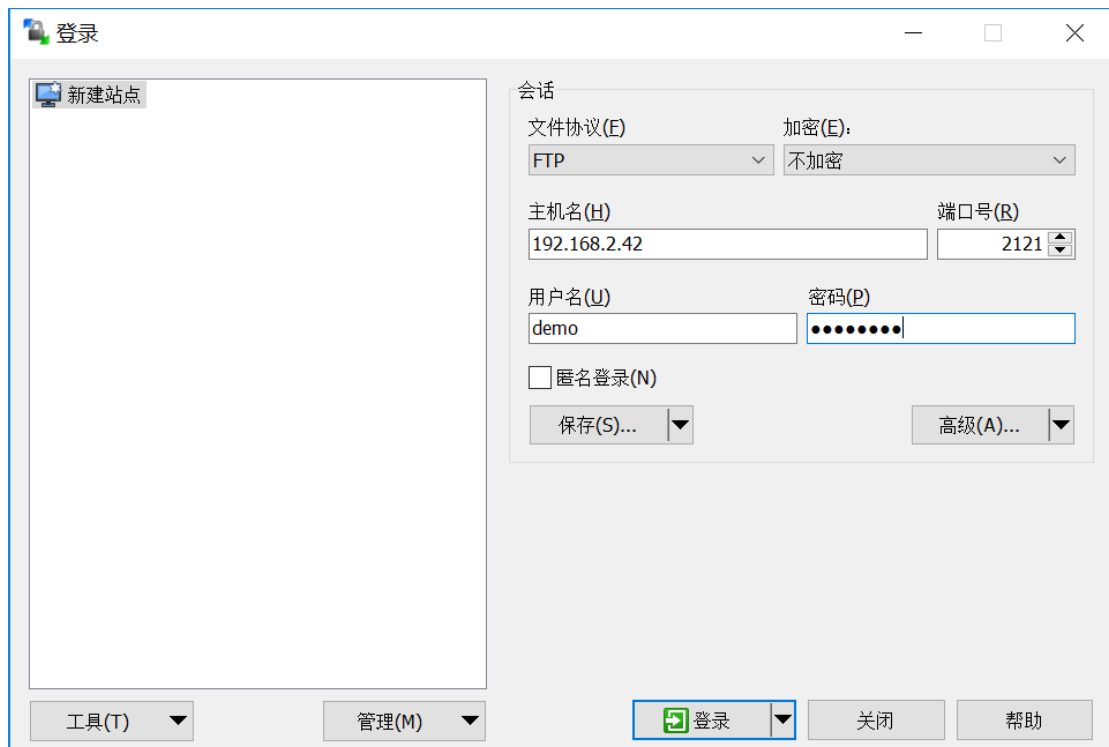 登录
新建站点
会话
文件协议(F) 加密(E):
FTP 不加密
主机名(H) 端口号(R)
192.168.2.42 2121
用户名(U) 密码(P)
demo ●●●●●●●●
匿名登录(N)
保存(S)... 高级(A)...
工具(T) 管理(M) 登录 关闭 帮助